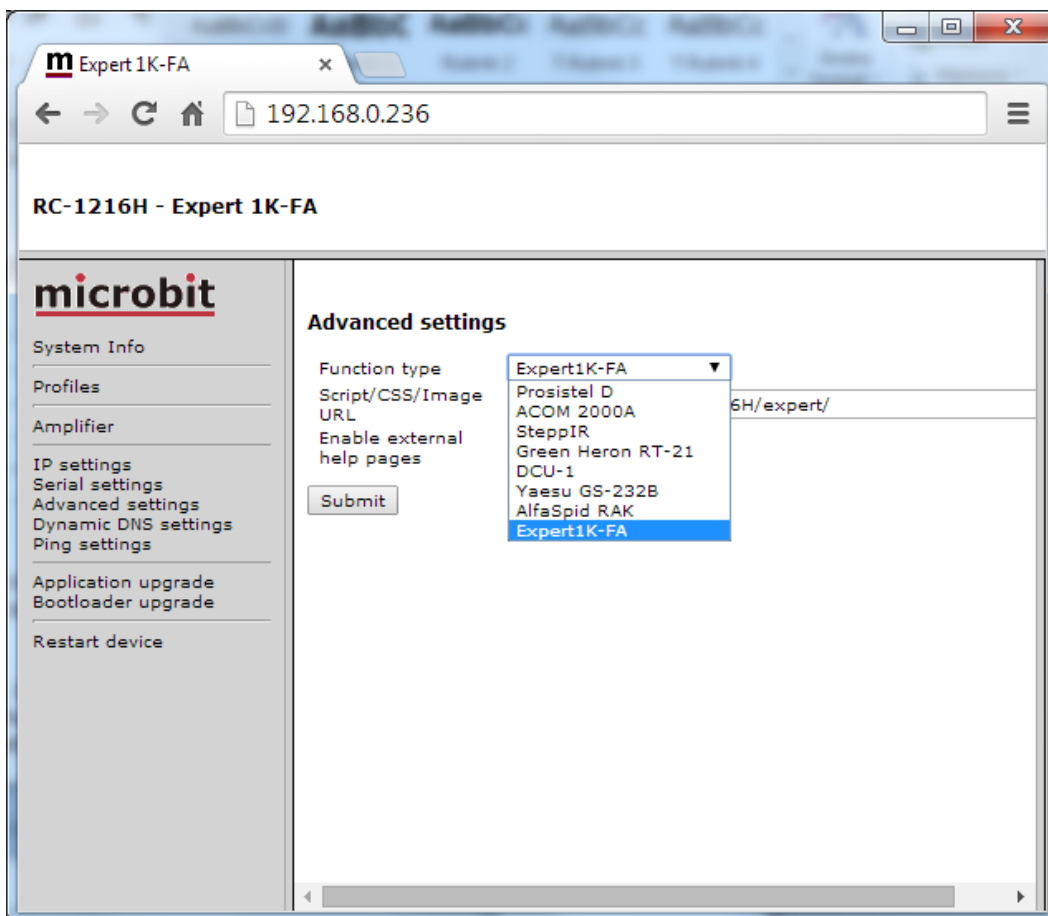 Expert 1K-FA
192.168.0.236
RC-1216H - Expert 1K-FA
microbit
System Info
Profiles
Amplifier
IP settings
Serial settings
Advanced settings
Dynamic DNS settings
Ping settings
Application upgrade
Bootloader upgrade
Restart device
Advanced settings
Function type
Expert1K-FA
Script/CSS/Image
URL
6H/expert/
Enable external
help pages
Prosistel D
ACOM 2000A
SteppIR
Green Heron RT-21
DCU-1
Yaesu GS-232B
AlfaSpid RAK
Expert1K-FA
Submit